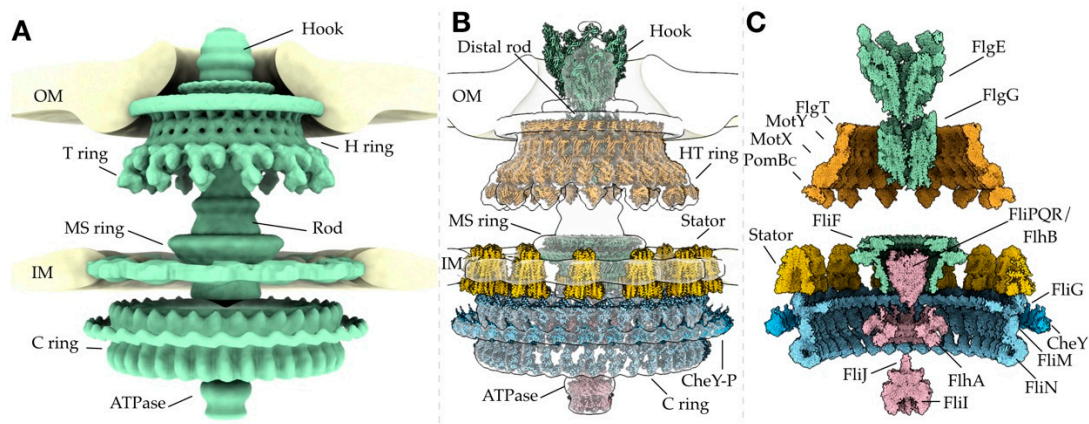 A
Hook
OM
T ring
H ring
MS ring
Rod
IM
C ring
ATPase
B
Distal rod
Hook
OM
HT ring
MS ring
Stator
IM
CheY-P
ATPase
C ring
C
FlgE
FlgT
FlgG
MotY
MotX
PomBC
FliF
FliPQR/
FlhB
Stator
FliG
CheY
FliM
FliJ
FlhA
FliN
FliI